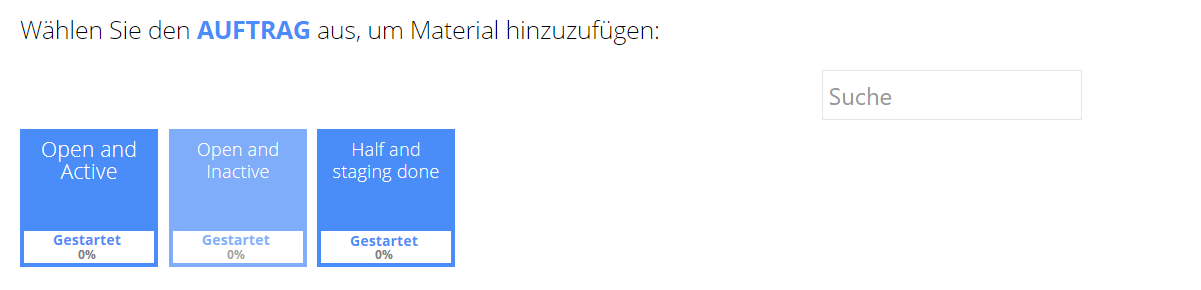 Wählen Sie den AUFTRAG aus, um Material hinzuzufügen:
Suche
Open and
Active
Gestartet
0%
Open and
Inactive
Gestartet
0%
Half and
staging done
Gestartet
0%